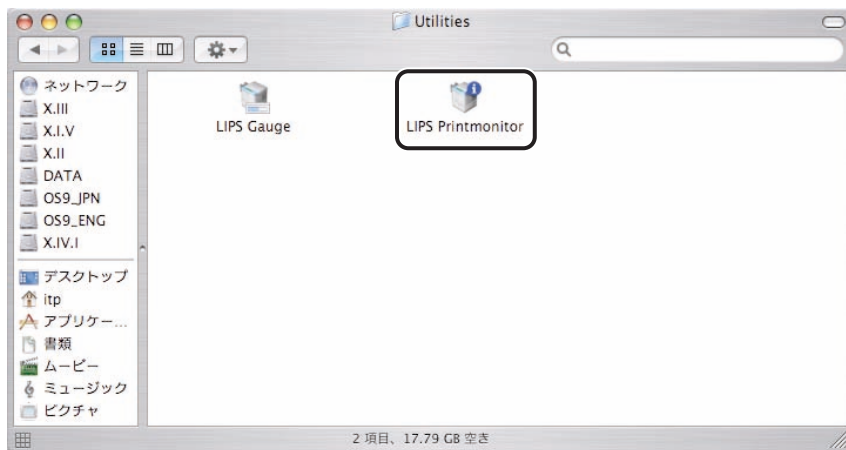 Utilities
ネットワーク
X.III
X.I.V
X.II
DATA
OS9_JPN
OS9_ENG
X.IV.I
デスクトップ
itp
アプリケー...
書類
ムービー
ミュージック
ピクチャ
LIPS Gauge
LIPS Printmonitor
2 項目、17.79 GB 空き